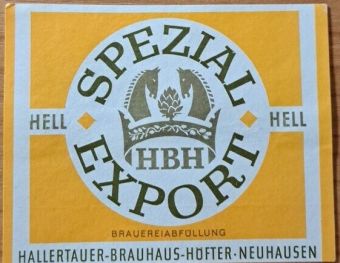 SPEZIAL
HELL
HELL
HBH
EXPORT
BRAUEREIABFÜLLUNG
HALLERTAUER-BRAUHAUS-HÖFTER·NEUHAUSEN